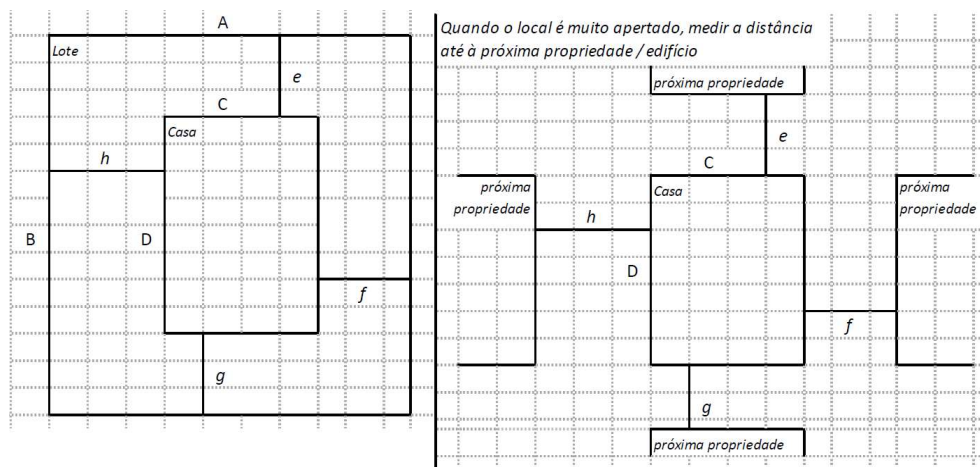 A
Lote
e
C
Casa
h
B
D
f
g
Quando o local é muito apertado, medir a distância
até à próxima propriedade / edifício
próxima propriedade
e
C
próxima
propriedade
Casa
próxima
propriedade
h
D
f
g
próxima propriedade